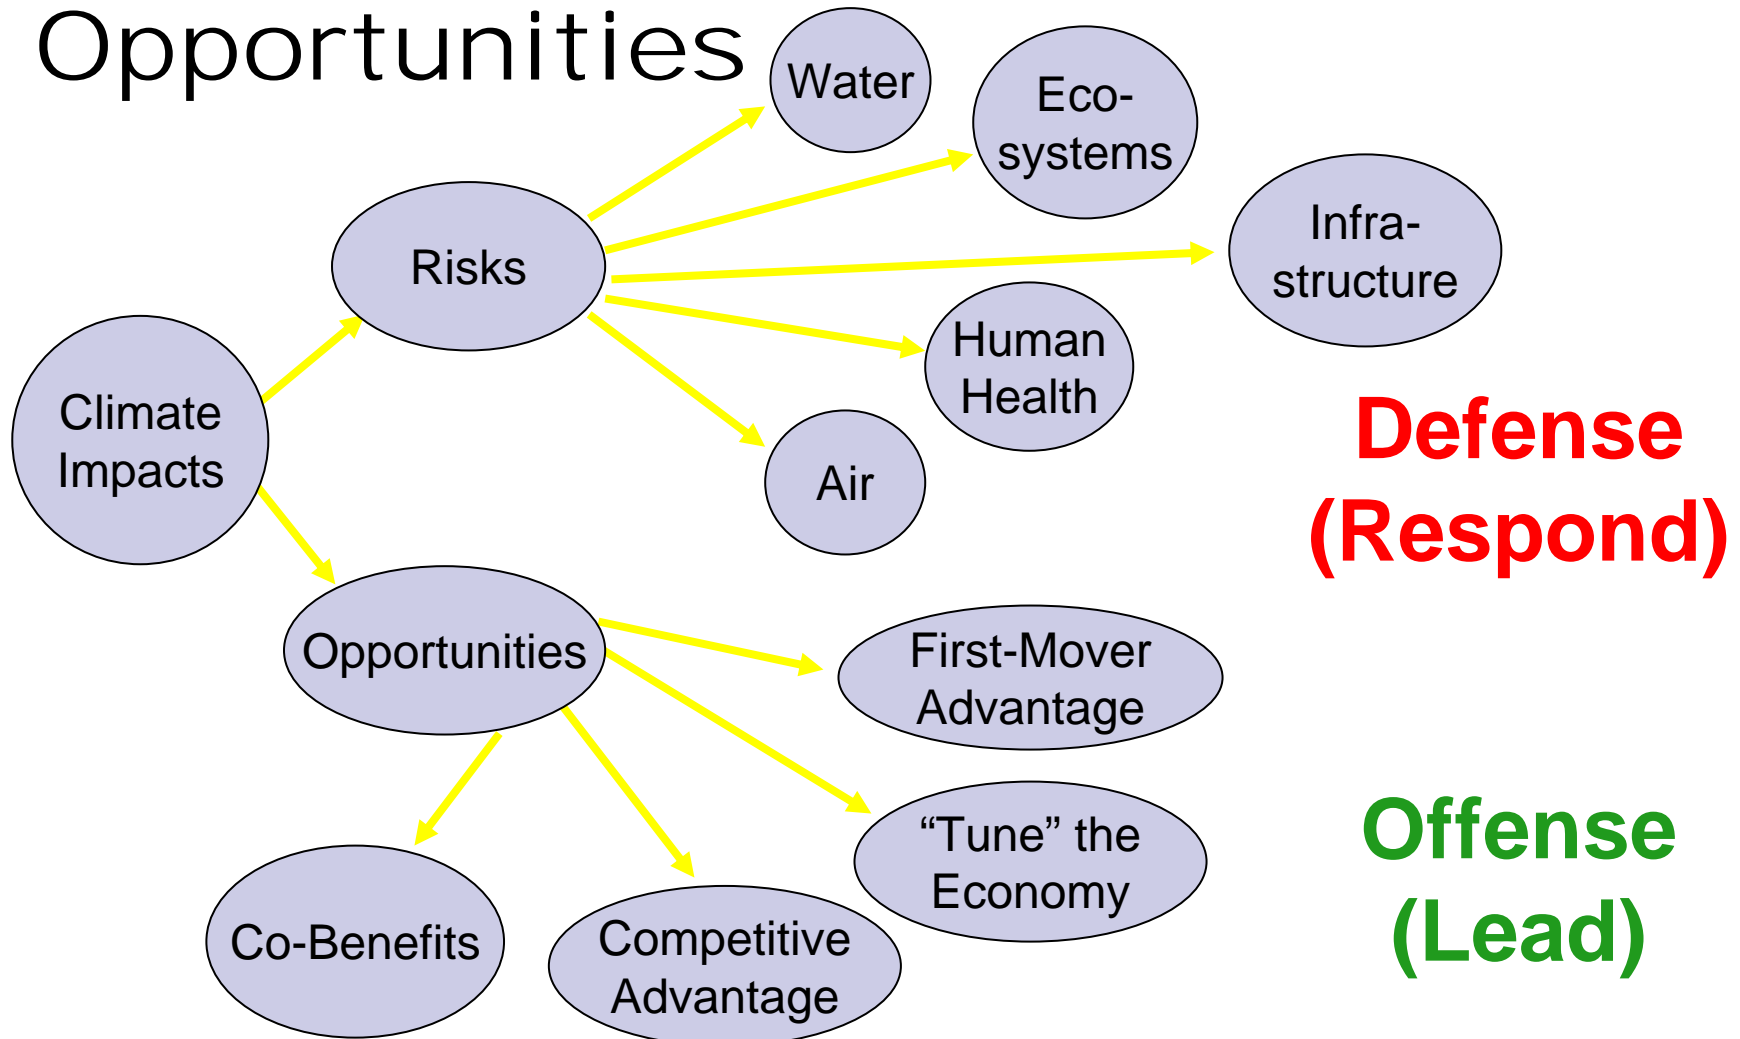 Opportunities
Water
Eco-
systems
Infra-
structure
Risks
Human
Health
Climate
Impacts
Air
Defense
(Respond)
Opportunities
First-Mover
Advantage
“Tune” the
Economy
Offense
(Lead)
Co-Benefits
Competitive
Advantage